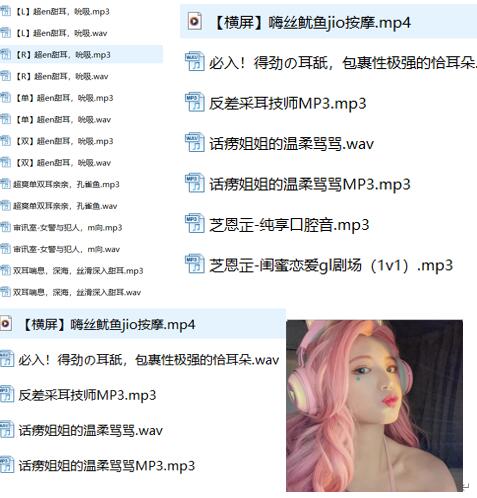 【L】超en甜耳，吮吸.mp3
【L】超en甜耳，吮吸.wav
【R】超en甜耳，吮吸.mp3
【R】超en甜耳，吮吸.wav
【单】超en甜耳，吮吸.mp3
【单】超en甜耳，吮吸.wav
【双】超en甜耳，吮吸.mp3
【双】超en甜耳，吮吸.wav
超爽单双耳亲亲，孔雀鱼.mp3
超爽单双耳亲亲，孔雀鱼.wav
审讯室-女警与犯人，m向.mp3
审讯室-女警与犯人，m向.wav
双耳喘息，深海，丝滑深入甜耳.mp3
双耳喘息，深海，丝滑深入甜耳.wav
【横屏】嗨丝鱿鱼jio按摩.mp4
必入！得劲の耳舐，包裹性极强的恰耳朵.
反差采耳技师MP3.mp3
话痨姐姐的温柔骂骂.wav
话痨姐姐的温柔骂骂MP3.mp3
芝恩㱏-纯享口腔音.mp3
芝恩㱏-闺蜜恋爱gl剧场（1v1）.mp3
【横屏】嗨丝鱿鱼jio按摩.mp4
必入！得劲の耳舐，包裹性极强的恰耳朵.wav
反差采耳技师MP3.mp3
话痨姐姐的温柔骂骂.wav
话痨姐姐的温柔骂骂MP3.mp3